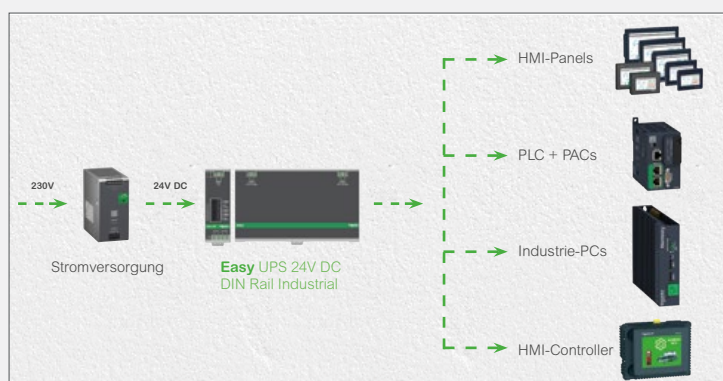 230V
24V DC
Stromversorgung
Easy UPS 24V DC
DIN Rail Industrial
HMI-Panels
PLC + PACs
Industrie-PCs
HMI-Controller